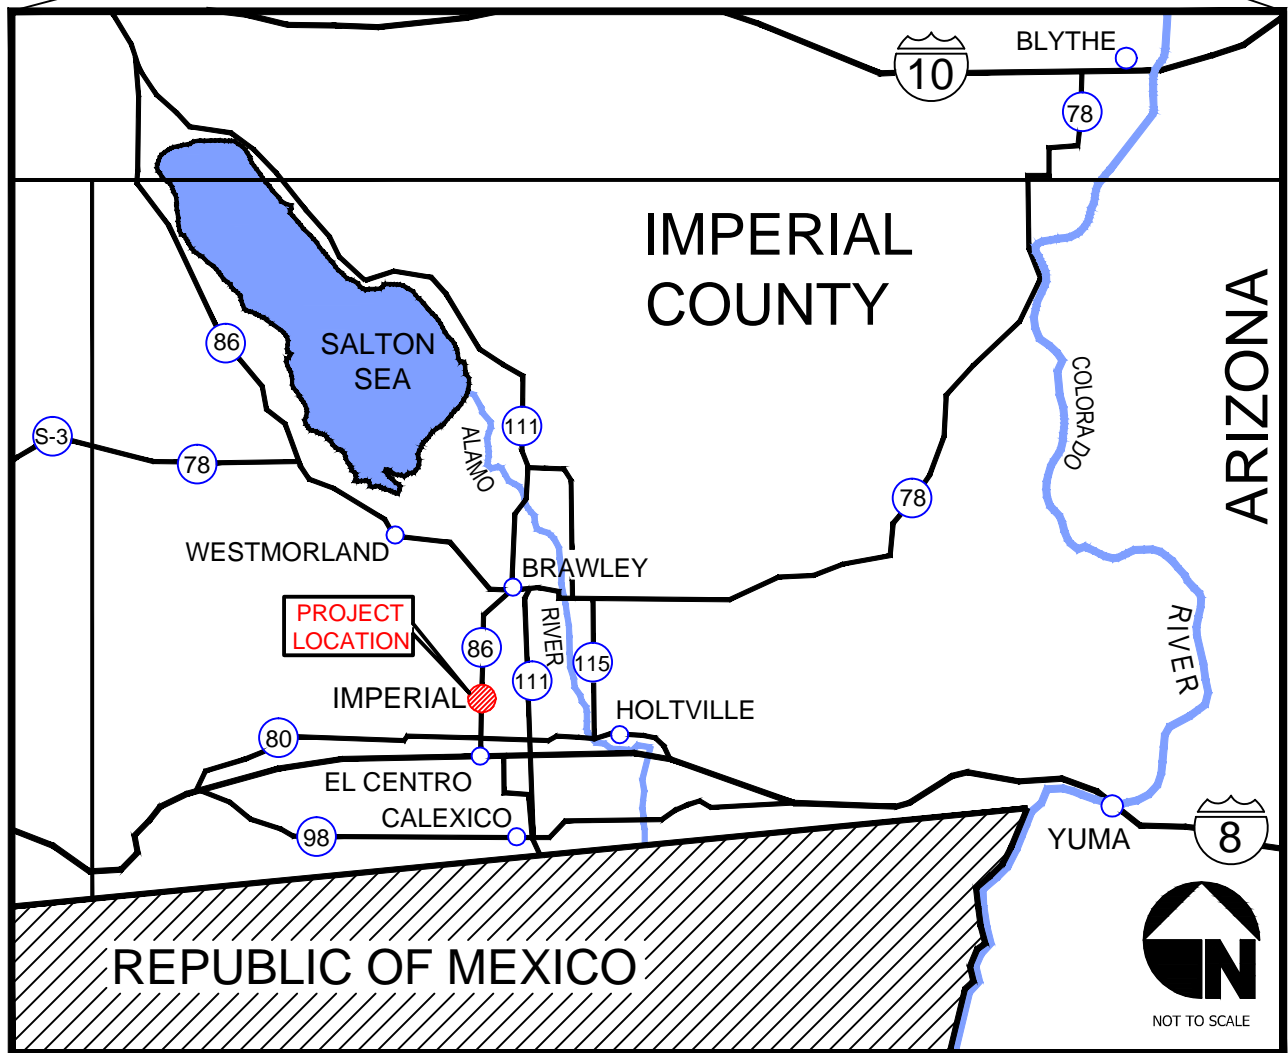 BLYTHE
10
78
IMPERIAL
COUNTY
ARIZONA
86
SALTON
SEA
COLORADO
S-3
111
ALAMO
78
78
WESTMORLAND
BRAWLEY
PROJECT
LOCATION
RIVER
RIVER
86
115
111
IMPERIAL
HOLTVILLE
80
EL CENTRO
CALEXICO
98
YUMA
8
REPUBLIC OF MEXICO
N
NOT TO SCALE